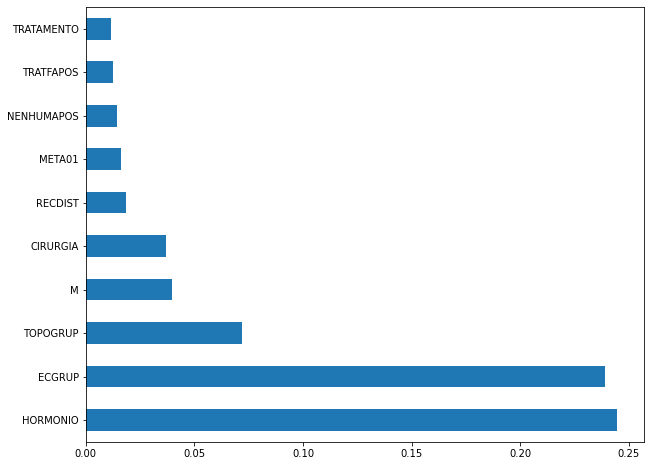 TRATAMENTO
TRATFAPOS
NENHUMAPOS
META01
RECDIST
CIRURGIA
M
TOPOGRUP
ECGRUP
HORMONIO
0.00 0.05 0.10 0.15 0.20 0.25